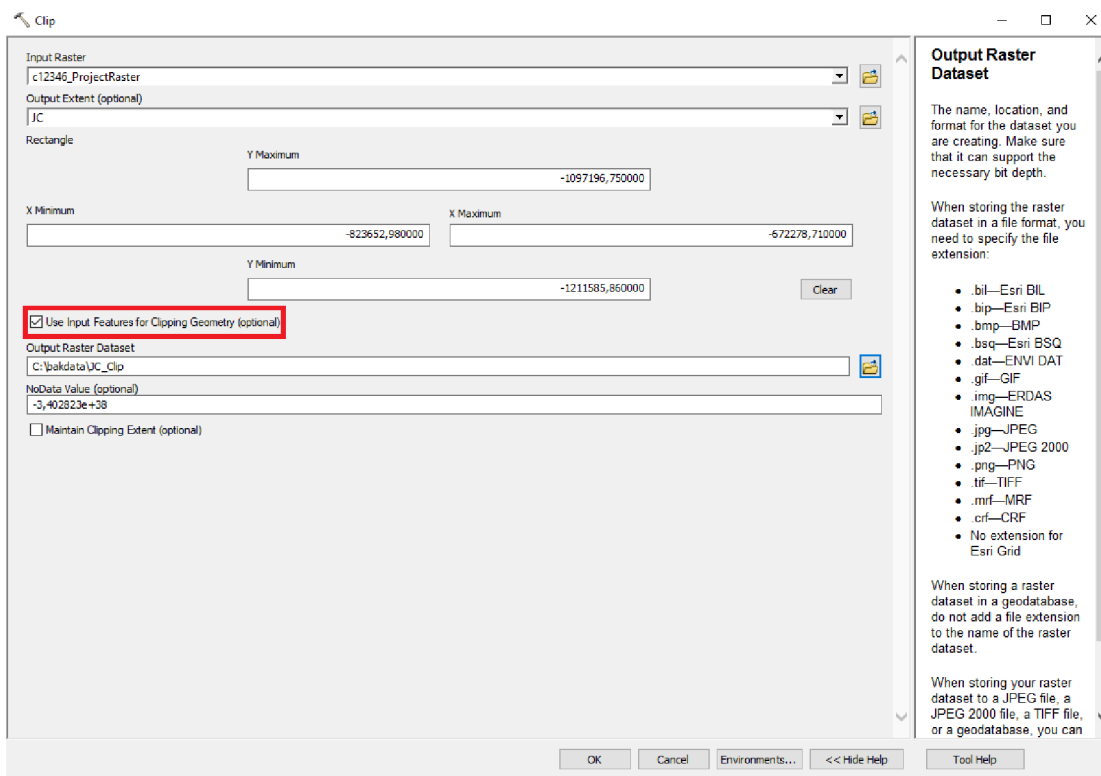 Clip
Input Raster
c12346_ProjectRaster
Output Extent (optional)
JC
Rectangle
Y Maximum
-1097196,750000
X Minimum
X Maximum
-823652,980000
-672278,710000
Y Minimum
-1211585,860000
Clear
Use Input Features for Clipping Geometry (optional)
Output Raster Dataset
C:\bakdata\JC_Clip
NoData Value (optional)
-3,402823e+38
Maintain Clipping Extent (optional)
OK
Cancel
Environments...
<< Hide Help
Tool Help
Output Raster
Dataset
The name, location, and
format for the dataset you
are creating. Make sure
that it can support the
necessary bit depth.
When storing the raster
dataset in a file format, you
need to specify the file
extension:
• .bil—Esri BIL
• .bip—Esri BIP
• .bmp—BMP
• .bsq—Esri BSQ
• .dat—ENVI DAT
• .gif—GIF
• .img—ERDAS
IMAGINE
• .jpg—JPEG
• .jp2—JPEG 2000
• .png—PNG
• .tif—TIFF
• .mrf—MRF
• .crf—CRF
• No extension for
Esri Grid
When storing a raster
dataset in a geodatabase,
do not add a file extension
to the name of the raster
dataset.
When storing your raster
dataset to a JPEG file, a
JPEG 2000 file, a TIFF file,
or a geodatabase, you can